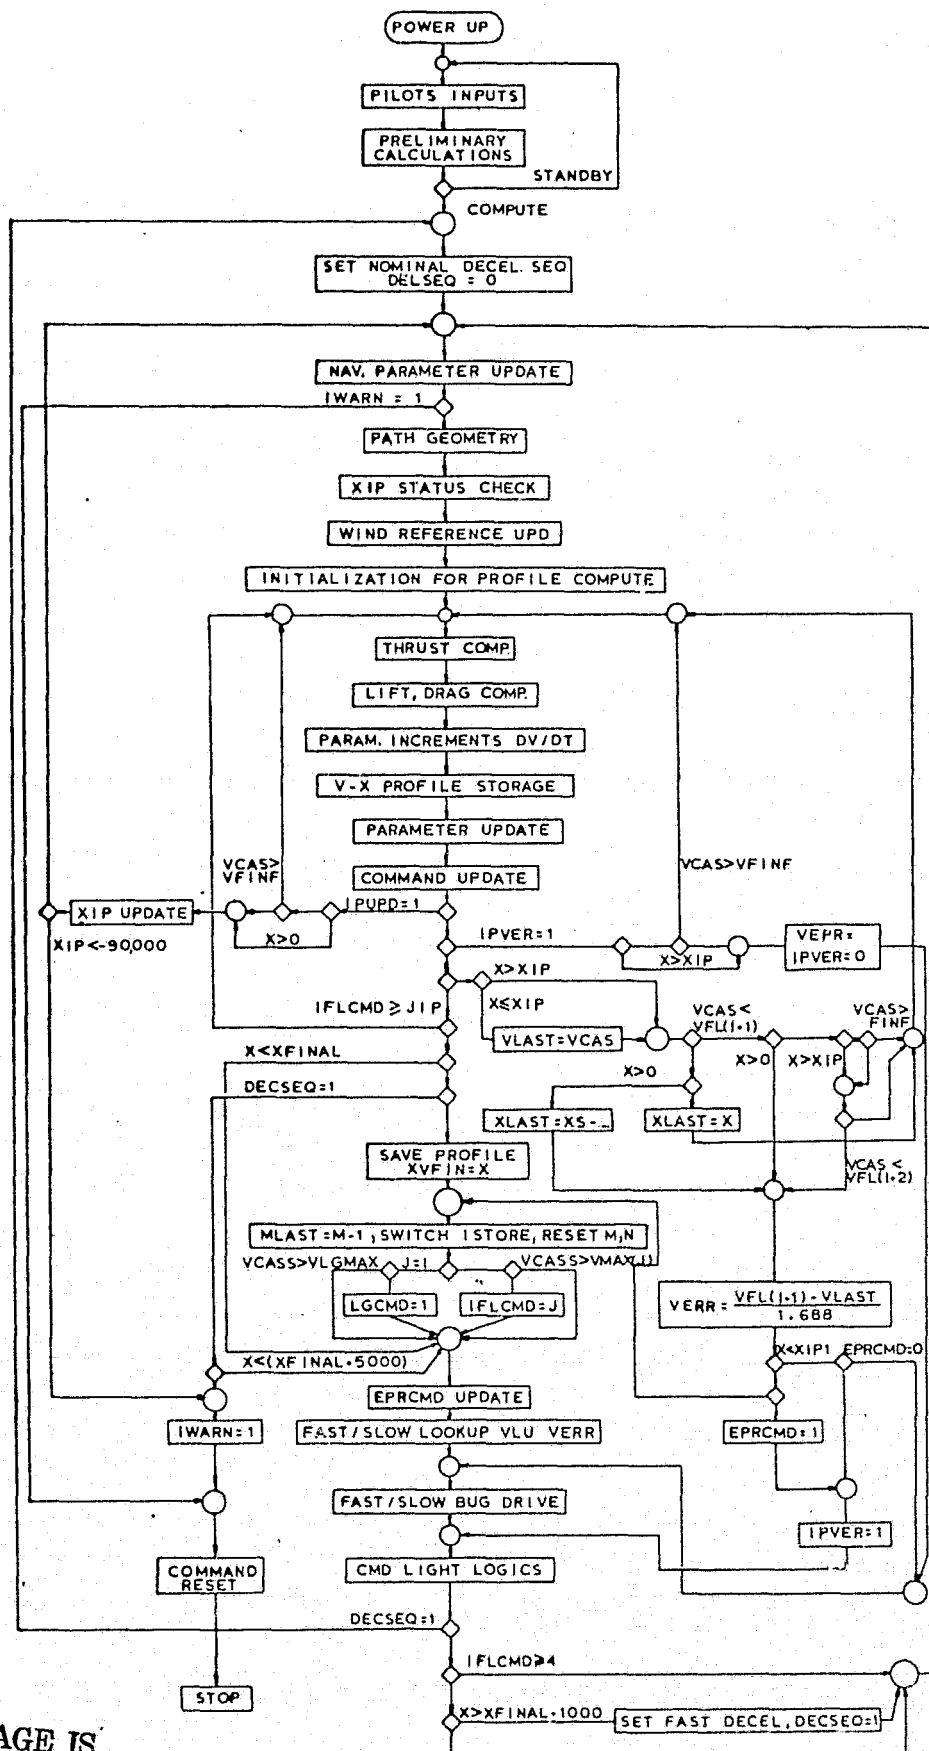 POWER UP
PILOTS INPUTS
PRELIMINARY
CALCULATIONS
STANDBY
COMPUTE
SET NOMINAL DECEL. SEQ
DELSEQ = 0
NAV. PARAMETER UPDATE
IWARN = 1
PATH GEOMETRY
XIP STATUS CHECK
WIND REFERENCE UPD
INITIALIZATION FOR PROFILE COMPUTE
THRUST COMP.
LIFT, DRAG COMP.
PARAM. INCREMENTS DV/DT
V-X PROFILE STORAGE
PARAMETER UPDATE
VCAS>
VFINF
VCAS>VFINF
COMMAND UPDATE
XIP UPDATE
IPUPD=1
X>0
XIP<-90,000
IPVER=1
X>XIP
VEPR=
IPVER=0
X>XIP
X≤XIP
IFLCMD ≥ JIP
VLAST=VCAS
VCAS<
VFL(I+1)
VCAS>
FINF
X<XFINAL
X>0
X>0
X>XIP
DECSEQ=1
XLAST=XS-
XLAST=X
SAVE PROFILE
XVFIN=X
VCAS<
VFL(I+2)
MLAST=M-1, SWITCH ISTORE, RESET M,N
VCASS>VLGMAX
J=1
VCASS>VMAX(J)
LGCMD=1
IFLCMD=J
VERR = VFL(I+1)-VLAST
1.688
X<(XFINAL+5000)
X<XIP1
EPRCMD=0
EPRCMD UPDATE
IWARN=1
FAST/SLOW LOOKUP VLU VERR
EPRCMD=1
FAST/SLOW BUG DRIVE
IPVER=1
COMMAND
RESET
CMD LIGHT LOGICS
DECSEQ=1
IFLCMD≥4
STOP
X>XFINAL+1000
SET FAST DECEL, DECSEQ=1
AGE IS